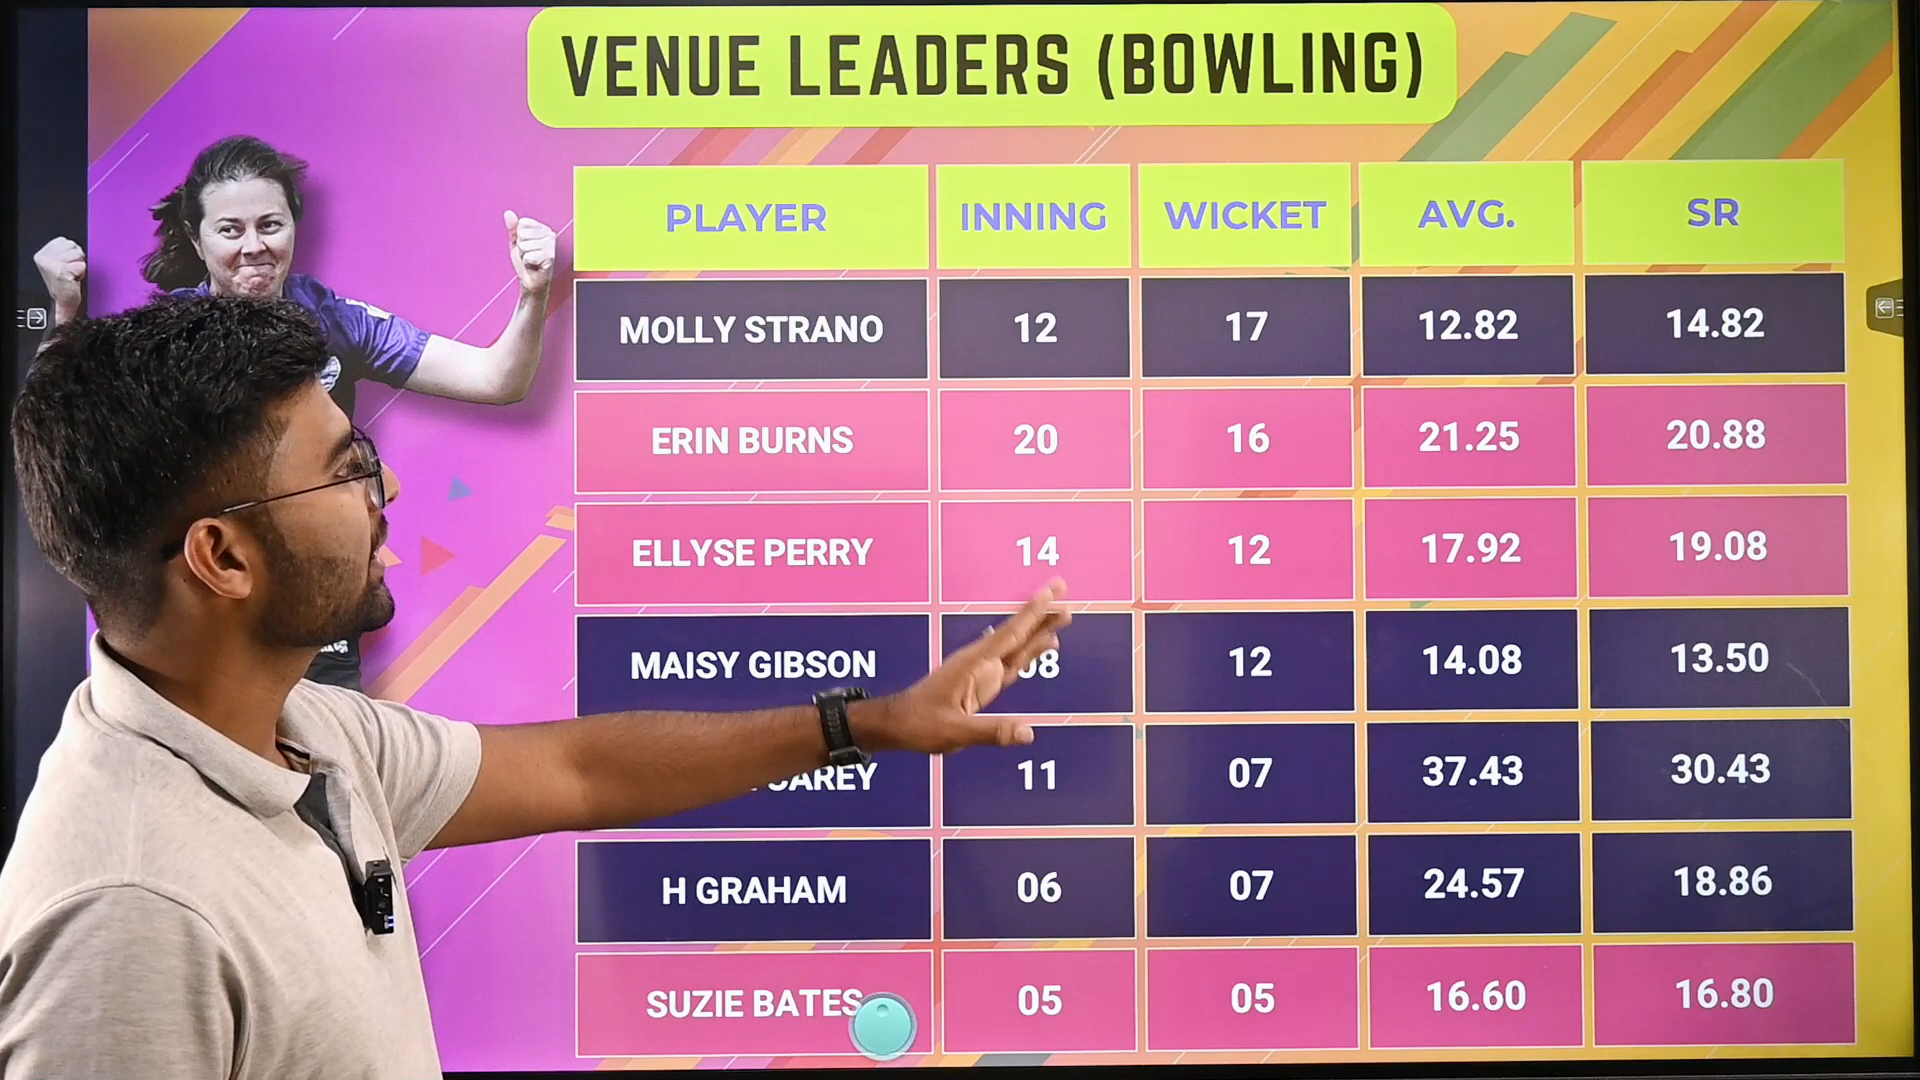 VENUE LEADERS (BOWLING)
PLAYER INNING WICKET AVG. SR
MOLLY STRANO 12 17 12.82 14.82
ERIN BURNS 20 16 21.25 20.88
ELLYSE PERRY 14 12 17.92 19.08
MAISY GIBSON 08 12 14.08 13.50
CAREY 11 07 37.43 30.43
H GRAHAM 06 07 24.57 18.86
SUZIE BATES 05 05 16.60 16.80